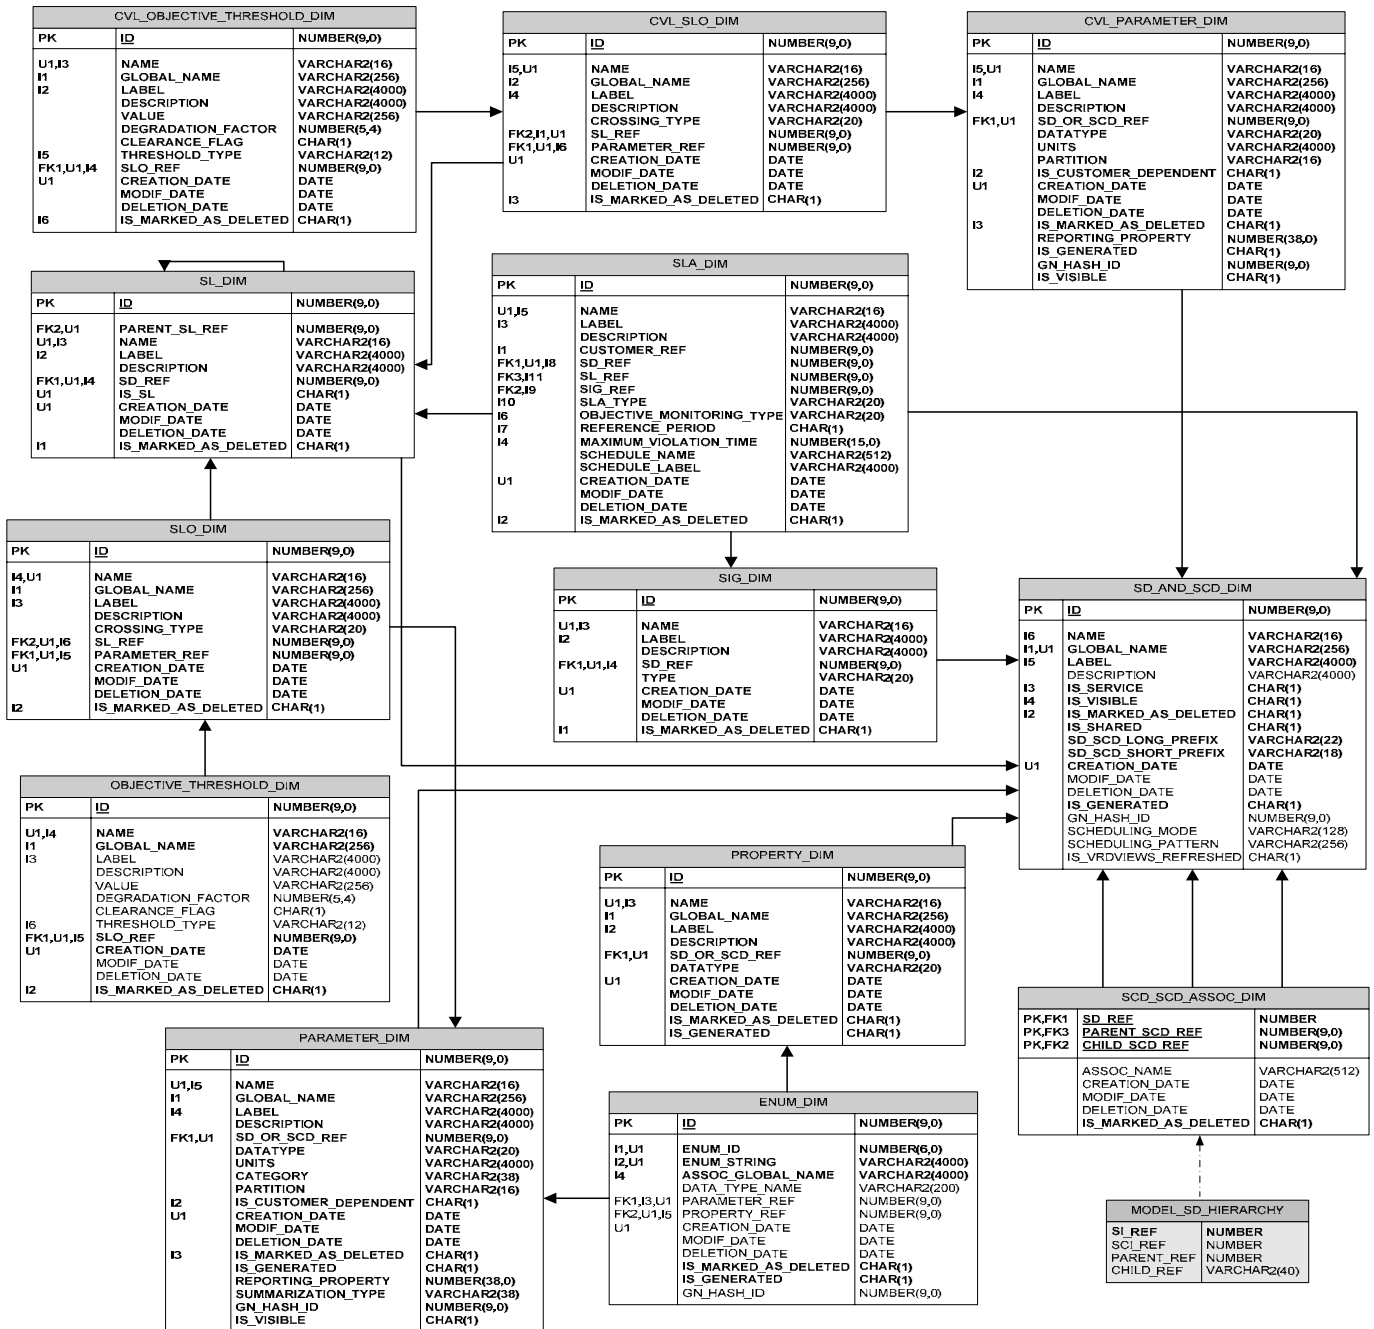 CVL_OBJECTIVE_THRESHOLD_DIM
PK ID NUMBER(9,0)
U1,I3 NAME VARCHAR2(16)
I1 GLOBAL_NAME VARCHAR2(256)
I2 LABEL VARCHAR2(4000)
DESCRIPTION VARCHAR2(4000)
VALUE VARCHAR2(256)
DEGRADATION_FACTOR NUMBER(5,4)
CLEARANCE_FLAG CHAR(1)
I5 THRESHOLD_TYPE VARCHAR2(12)
FK1,U1,I4 SLO_REF NUMBER(9,0)
U1 CREATION_DATE DATE
MODIF_DATE DATE
DELETION_DATE DATE
I6 IS_MARKED_AS_DELETED CHAR(1)
CVL_SLO_DIM
PK ID NUMBER(9,0)
I5,U1 NAME VARCHAR2(16)
I2 GLOBAL_NAME VARCHAR2(256)
I4 LABEL VARCHAR2(4000)
DESCRIPTION VARCHAR2(4000)
CROSSING_TYPE VARCHAR2(20)
FK2,I1,U1 SL_REF NUMBER(9,0)
FK1,U1,I6 PARAMETER_REF NUMBER(9,0)
U1 CREATION_DATE DATE
MODIF_DATE DATE
DELETION_DATE DATE
I3 IS_MARKED_AS_DELETED CHAR(1)
CVL_PARAMETER_DIM
PK ID NUMBER(9,0)
I5,U1 NAME VARCHAR2(16)
I1 GLOBAL_NAME VARCHAR2(256)
I4 LABEL VARCHAR2(4000)
DESCRIPTION VARCHAR2(4000)
FK1,U1 SD_OR_SCD_REF NUMBER(9,0)
DATATYPE VARCHAR2(20)
UNITS VARCHAR2(4000)
PARTITION VARCHAR2(16)
I2 IS_CUSTOMER_DEPENDENT CHAR(1)
U1 CREATION_DATE DATE
MODIF_DATE DATE
DELETION_DATE DATE
I3 IS_MARKED_AS_DELETED CHAR(1)
REPORTING_PROPERTY NUMBER(38,0)
IS_GENERATED CHAR(1)
GN_HASH_ID NUMBER(9,0)
IS_VISIBLE CHAR(1)
SL_DIM
PK ID NUMBER(9,0)
FK2,U1 PARENT_SL_REF NUMBER(9,0)
U1,I3 NAME VARCHAR2(16)
I2 LABEL VARCHAR2(4000)
DESCRIPTION VARCHAR2(4000)
FK1,U1,I4 SD_REF NUMBER(9,0)
U1 IS_SL CHAR(1)
U1 CREATION_DATE DATE
MODIF_DATE DATE
DELETION_DATE DATE
I1 IS_MARKED_AS_DELETED CHAR(1)
SLA_DIM
PK ID NUMBER(9,0)
U1,I5 NAME VARCHAR2(16)
I3 LABEL VARCHAR2(4000)
DESCRIPTION VARCHAR2(4000)
I1 CUSTOMER_REF NUMBER(9,0)
FK1,U1,I8 SD_REF NUMBER(9,0)
FK3,I11 SL_REF NUMBER(9,0)
FK2,I9 SIG_REF NUMBER(9,0)
I10 SLA_TYPE VARCHAR2(20)
I6 OBJECTIVE_MONITORING_TYPE VARCHAR2(20)
I7 REFERENCE_PERIOD CHAR(1)
I4 MAXIMUM_VIOLATION_TIME NUMBER(15,0)
SCHEDULE_NAME VARCHAR2(512)
SCHEDULE_LABEL VARCHAR2(4000)
U1 CREATION_DATE DATE
MODIF_DATE DATE
DELETION_DATE DATE
I2 IS_MARKED_AS_DELETED CHAR(1)
SLO_DIM
PK ID NUMBER(9,0)
I4,U1 NAME VARCHAR2(16)
I1 GLOBAL_NAME VARCHAR2(256)
I3 LABEL VARCHAR2(4000)
DESCRIPTION VARCHAR2(4000)
CROSSING_TYPE VARCHAR2(20)
FK2,U1,I6 SL_REF NUMBER(9,0)
FK1,U1,I5 PARAMETER_REF NUMBER(9,0)
U1 CREATION_DATE DATE
MODIF_DATE DATE
DELETION_DATE DATE
I2 IS_MARKED_AS_DELETED CHAR(1)
SIG_DIM
PK ID NUMBER(9,0)
U1,I3 NAME VARCHAR2(16)
I2 LABEL VARCHAR2(4000)
DESCRIPTION VARCHAR2(4000)
FK1,U1,I4 SD_REF NUMBER(9,0)
TYPE VARCHAR2(20)
U1 CREATION_DATE DATE
MODIF_DATE DATE
DELETION_DATE DATE
I1 IS_MARKED_AS_DELETED CHAR(1)
SD_AND_SCD_DIM
PK ID NUMBER(9,0)
I6 NAME VARCHAR2(16)
I1,U1 GLOBAL_NAME VARCHAR2(256)
I5 LABEL VARCHAR2(4000)
DESCRIPTION VARCHAR2(4000)
I3 IS_SERVICE CHAR(1)
I4 IS_VISIBLE CHAR(1)
I2 IS_MARKED_AS_DELETED CHAR(1)
IS_SHARED CHAR(1)
SD_SCD_LONG_PREFIX VARCHAR2(22)
SD_SCD_SHORT_PREFIX VARCHAR2(18)
U1 CREATION_DATE DATE
MODIF_DATE DATE
DELETION_DATE DATE
IS_GENERATED CHAR(1)
GN_HASH_ID NUMBER(9,0)
SCHEDULING_MODE VARCHAR2(128)
SCHEDULING_PATTERN VARCHAR2(256)
IS_VRDVIEWS_REFRESHED CHAR(1)
OBJECTIVE_THRESHOLD_DIM
PK ID NUMBER(9,0)
U1,I4 NAME VARCHAR2(16)
I1 GLOBAL_NAME VARCHAR2(256)
I3 LABEL VARCHAR2(4000)
DESCRIPTION VARCHAR2(4000)
VALUE VARCHAR2(256)
DEGRADATION_FACTOR NUMBER(5,4)
CLEARANCE_FLAG CHAR(1)
I6 THRESHOLD_TYPE VARCHAR2(12)
FK1,U1,I5 SLO_REF NUMBER(9,0)
U1 CREATION_DATE DATE
MODIF_DATE DATE
DELETION_DATE DATE
I2 IS_MARKED_AS_DELETED CHAR(1)
PROPERTY_DIM
PK ID NUMBER(9,0)
U1,I3 NAME VARCHAR2(16)
I1 GLOBAL_NAME VARCHAR2(256)
I2 LABEL VARCHAR2(4000)
DESCRIPTION VARCHAR2(4000)
FK1,U1 SD_OR_SCD_REF NUMBER(9,0)
DATATYPE VARCHAR2(20)
U1 CREATION_DATE DATE
MODIF_DATE DATE
DELETION_DATE DATE
IS_MARKED_AS_DELETED CHAR(1)
IS_GENERATED CHAR(1)
SCD_SCD_ASSOC_DIM
PK,FK1 SD_REF NUMBER
PK,FK3 PARENT_SCD_REF NUMBER(9,0)
PK,FK2 CHILD_SCD_REF NUMBER(9,0)
ASSOC_NAME VARCHAR2(512)
CREATION_DATE DATE
MODIF_DATE DATE
DELETION_DATE DATE
IS_MARKED_AS_DELETED CHAR(1)
PARAMETER_DIM
PK ID NUMBER(9,0)
U1,I5 NAME VARCHAR2(16)
I1 GLOBAL_NAME VARCHAR2(256)
I4 LABEL VARCHAR2(4000)
DESCRIPTION VARCHAR2(4000)
FK1,U1 SD_OR_SCD_REF NUMBER(9,0)
DATATYPE VARCHAR2(20)
UNITS VARCHAR2(4000)
CATEGORY VARCHAR2(38)
PARTITION VARCHAR2(16)
I2 IS_CUSTOMER_DEPENDENT CHAR(1)
U1 CREATION_DATE DATE
MODIF_DATE DATE
DELETION_DATE DATE
I3 IS_MARKED_AS_DELETED CHAR(1)
IS_GENERATED CHAR(1)
REPORTING_PROPERTY NUMBER(38,0)
SUMMARIZATION_TYPE VARCHAR2(38)
GN_HASH_ID NUMBER(9,0)
IS_VISIBLE CHAR(1)
ENUM_DIM
PK ID NUMBER(9,0)
I1,U1 ENUM_ID NUMBER(6,0)
I2,U1 ENUM_STRING VARCHAR2(4000)
I4 ASSOC_GLOBAL_NAME VARCHAR2(4000)
DATA_TYPE_NAME VARCHAR2(200)
FK1,I3,U1 PARAMETER_REF NUMBER(9,0)
FK2,U1,I5 PROPERTY_REF NUMBER(9,0)
U1 CREATION_DATE DATE
MODIF_DATE DATE
DELETION_DATE DATE
IS_MARKED_AS_DELETED CHAR(1)
IS_GENERATED CHAR(1)
GN_HASH_ID NUMBER(9,0)
MODEL_SD_HIERARCHY
SI_REF NUMBER
SCI_REF NUMBER
PARENT_REF NUMBER
CHILD_REF VARCHAR2(40)